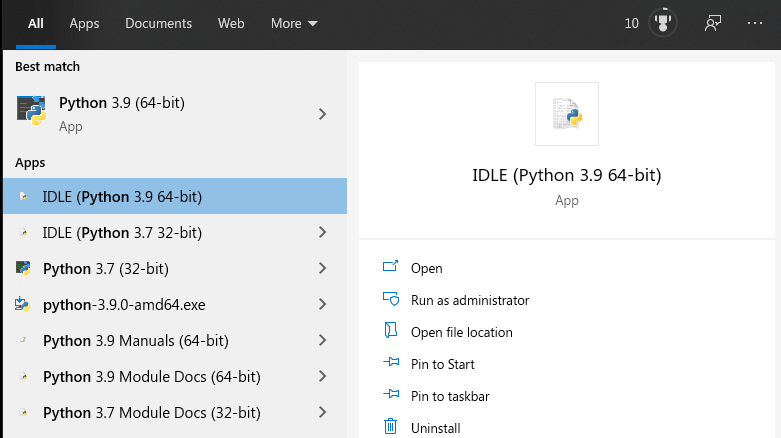 All Apps Documents Web More 10
Best match
Python 3.9 (64-bit)
App
Apps
IDLE (Python 3.9 64-bit)
IDLE (Python 3.7 32-bit)
Python 3.7 (32-bit)
python-3.9.0-amd64.exe
Python 3.9 Manuals (64-bit)
Python 3.9 Module Docs (64-bit)
Python 3.7 Module Docs (32-bit)
IDLE (Python 3.9 64-bit)
App
Open
Run as administrator
Open file location
Pin to Start
Pin to taskbar
Uninstall